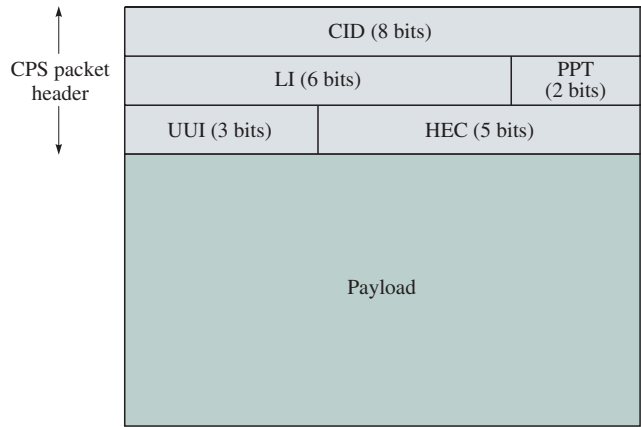 CPS packet
header
CID (8 bits)
LI (6 bits)
PPT
(2 bits)
UUI (3 bits)
HEC (5 bits)
Payload